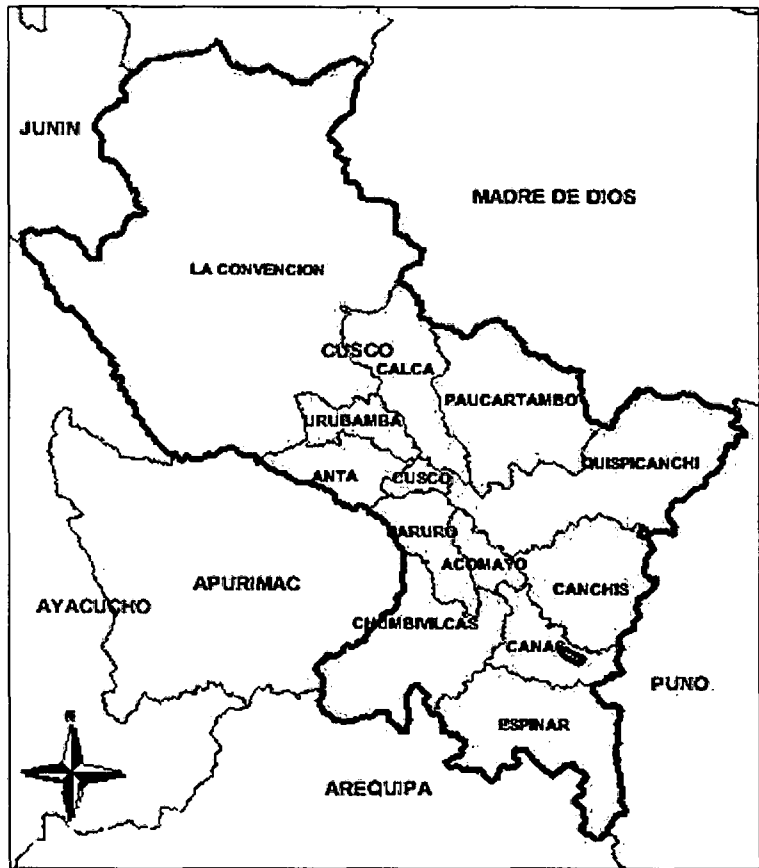 JUNIN
MADRE DE DIOS
LA CONVENCION
CUSCO
CALCA
PAUCARTAMBO
URUBAMBA
QUISPICANCHI
ANTA
CUSCO
PARURO
ACOMAYO
APURIMAC
CANCHIS
AYACUCHO
CHUMBIVILCAS
CANAS
PUNO
N
ESPINAR
AREQUIPA